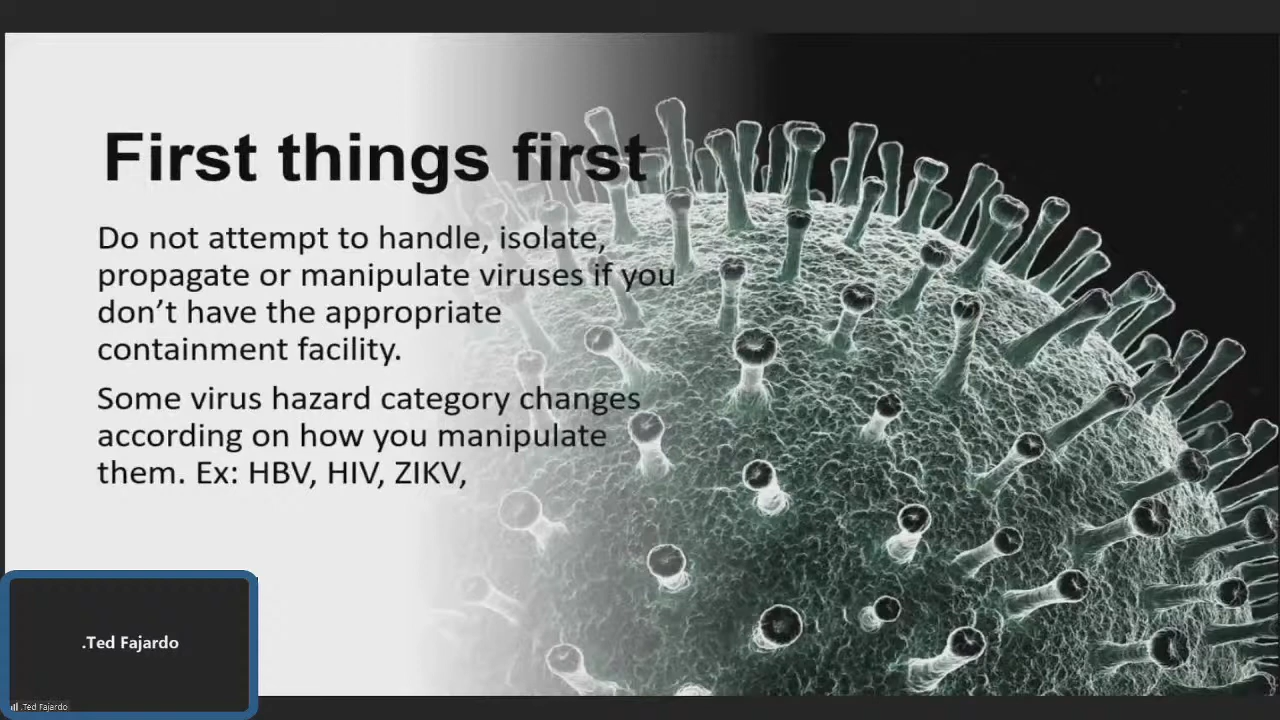 First things first
Do not attempt to handle, isolate,
propagate or manipulate viruses if you
don’t have the appropriate
containment facility.
Some virus hazard category changes
according on how you manipulate
them. Ex: HBV, HIV, ZIKV,
.Ted Fajardo
.Ted Fajardo